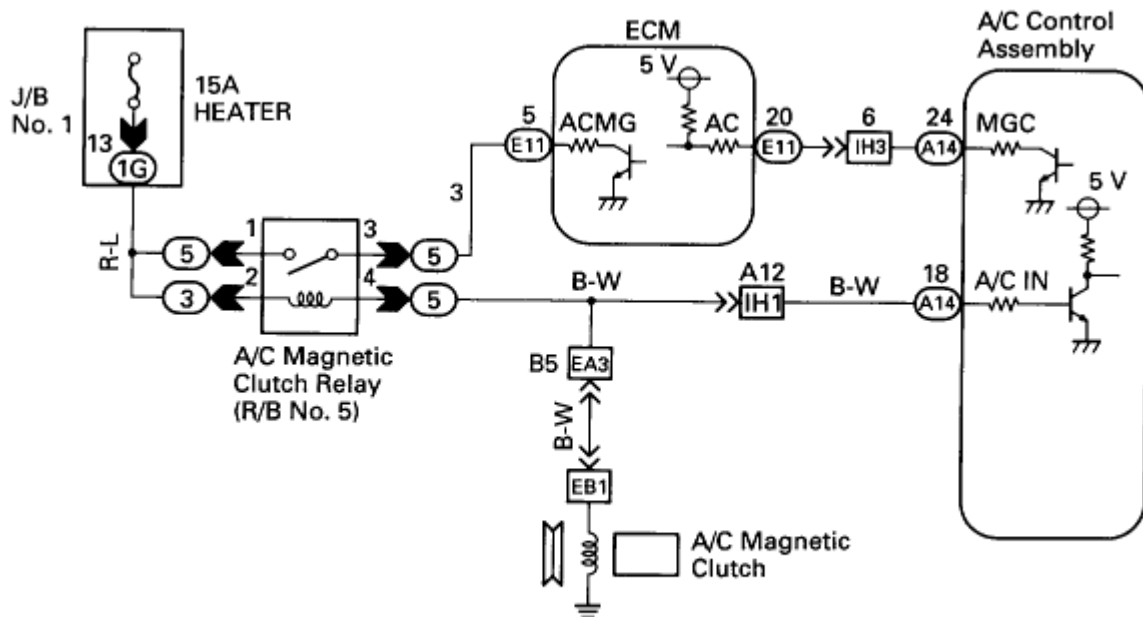 J/B
No. 1
15A
HEATER
13
1G
R-L
5
3
1
2
3
4
5
5
A/C Magnetic
Clutch Relay
(R/B No. 5)
3
ECM
5
E11
ACMG
5 V
AC
20
E11
6
IH3
24
A14
A/C Control
Assembly
MGC
5 V
B-W
A12
IH1
B-W
18
A14
A/C IN
B5
EA3
B-W
EB1
A/C Magnetic
Clutch